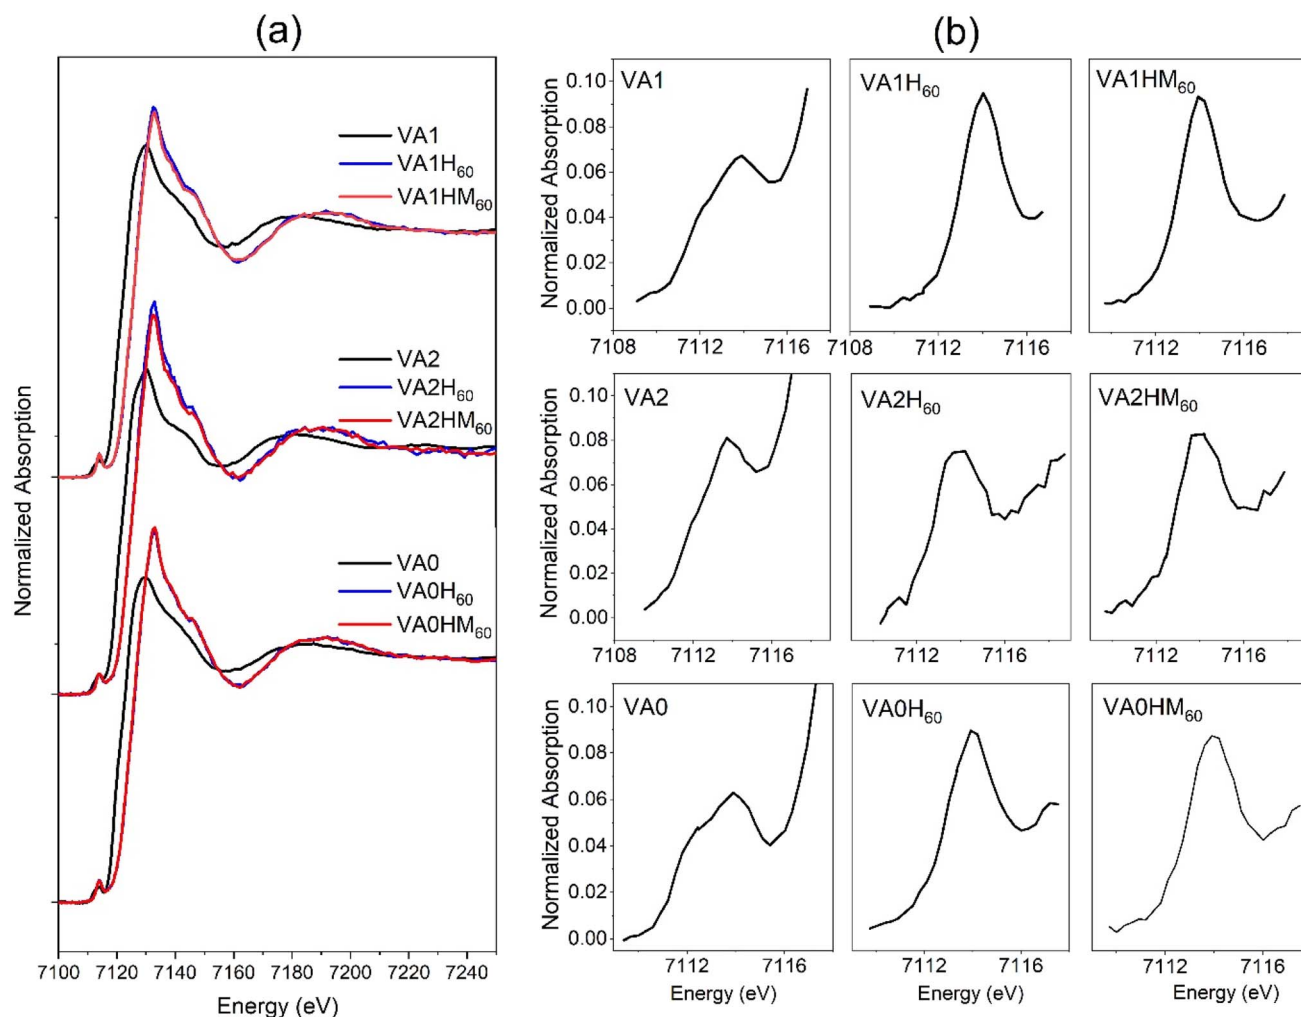 (a)
(b)
VA1
VA1H60
VA1HM60
VA2
VA2H60
VA2HM60
VA0
VA0H60
VA0HM60
Normalized Absorption
7100 7120 7140 7160 7180 7200 7220 7240
Energy (eV)
VA1
0.10
0.08
0.06
0.04
0.02
0.00
Normalized Absorption
7108 7112 7116
VA1H60
7108 7112 7116
VA1HM60
7112 7116
VA2
0.10
0.08
0.06
0.04
0.02
0.00
Normalized Absorption
7108 7112 7116
VA2H60
7112 7116
VA2HM60
7112 7116
VA0
0.10
0.08
0.06
0.04
0.02
0.00
Normalized Absorption
7112 7116
Energy (eV)
VA0H60
7112 7116
Energy (eV)
VA0HM60
7112 7116
Energy (eV)